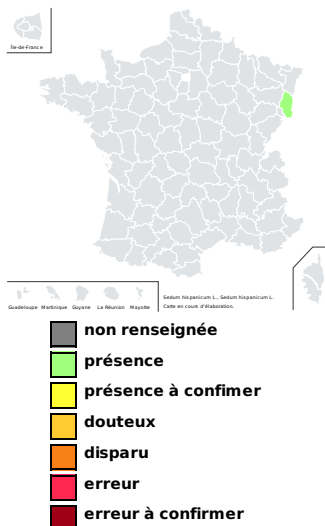 Île-de-France
Guadeloupe Martinique Guyane La Réunion Mayotte
Sedum hispanicum L., Sedum hispanicum L.
Carte en cours d'élaboration.
non renseignée
présence
présence à confimer
douteux
disparu
erreur
erreur à confirmer